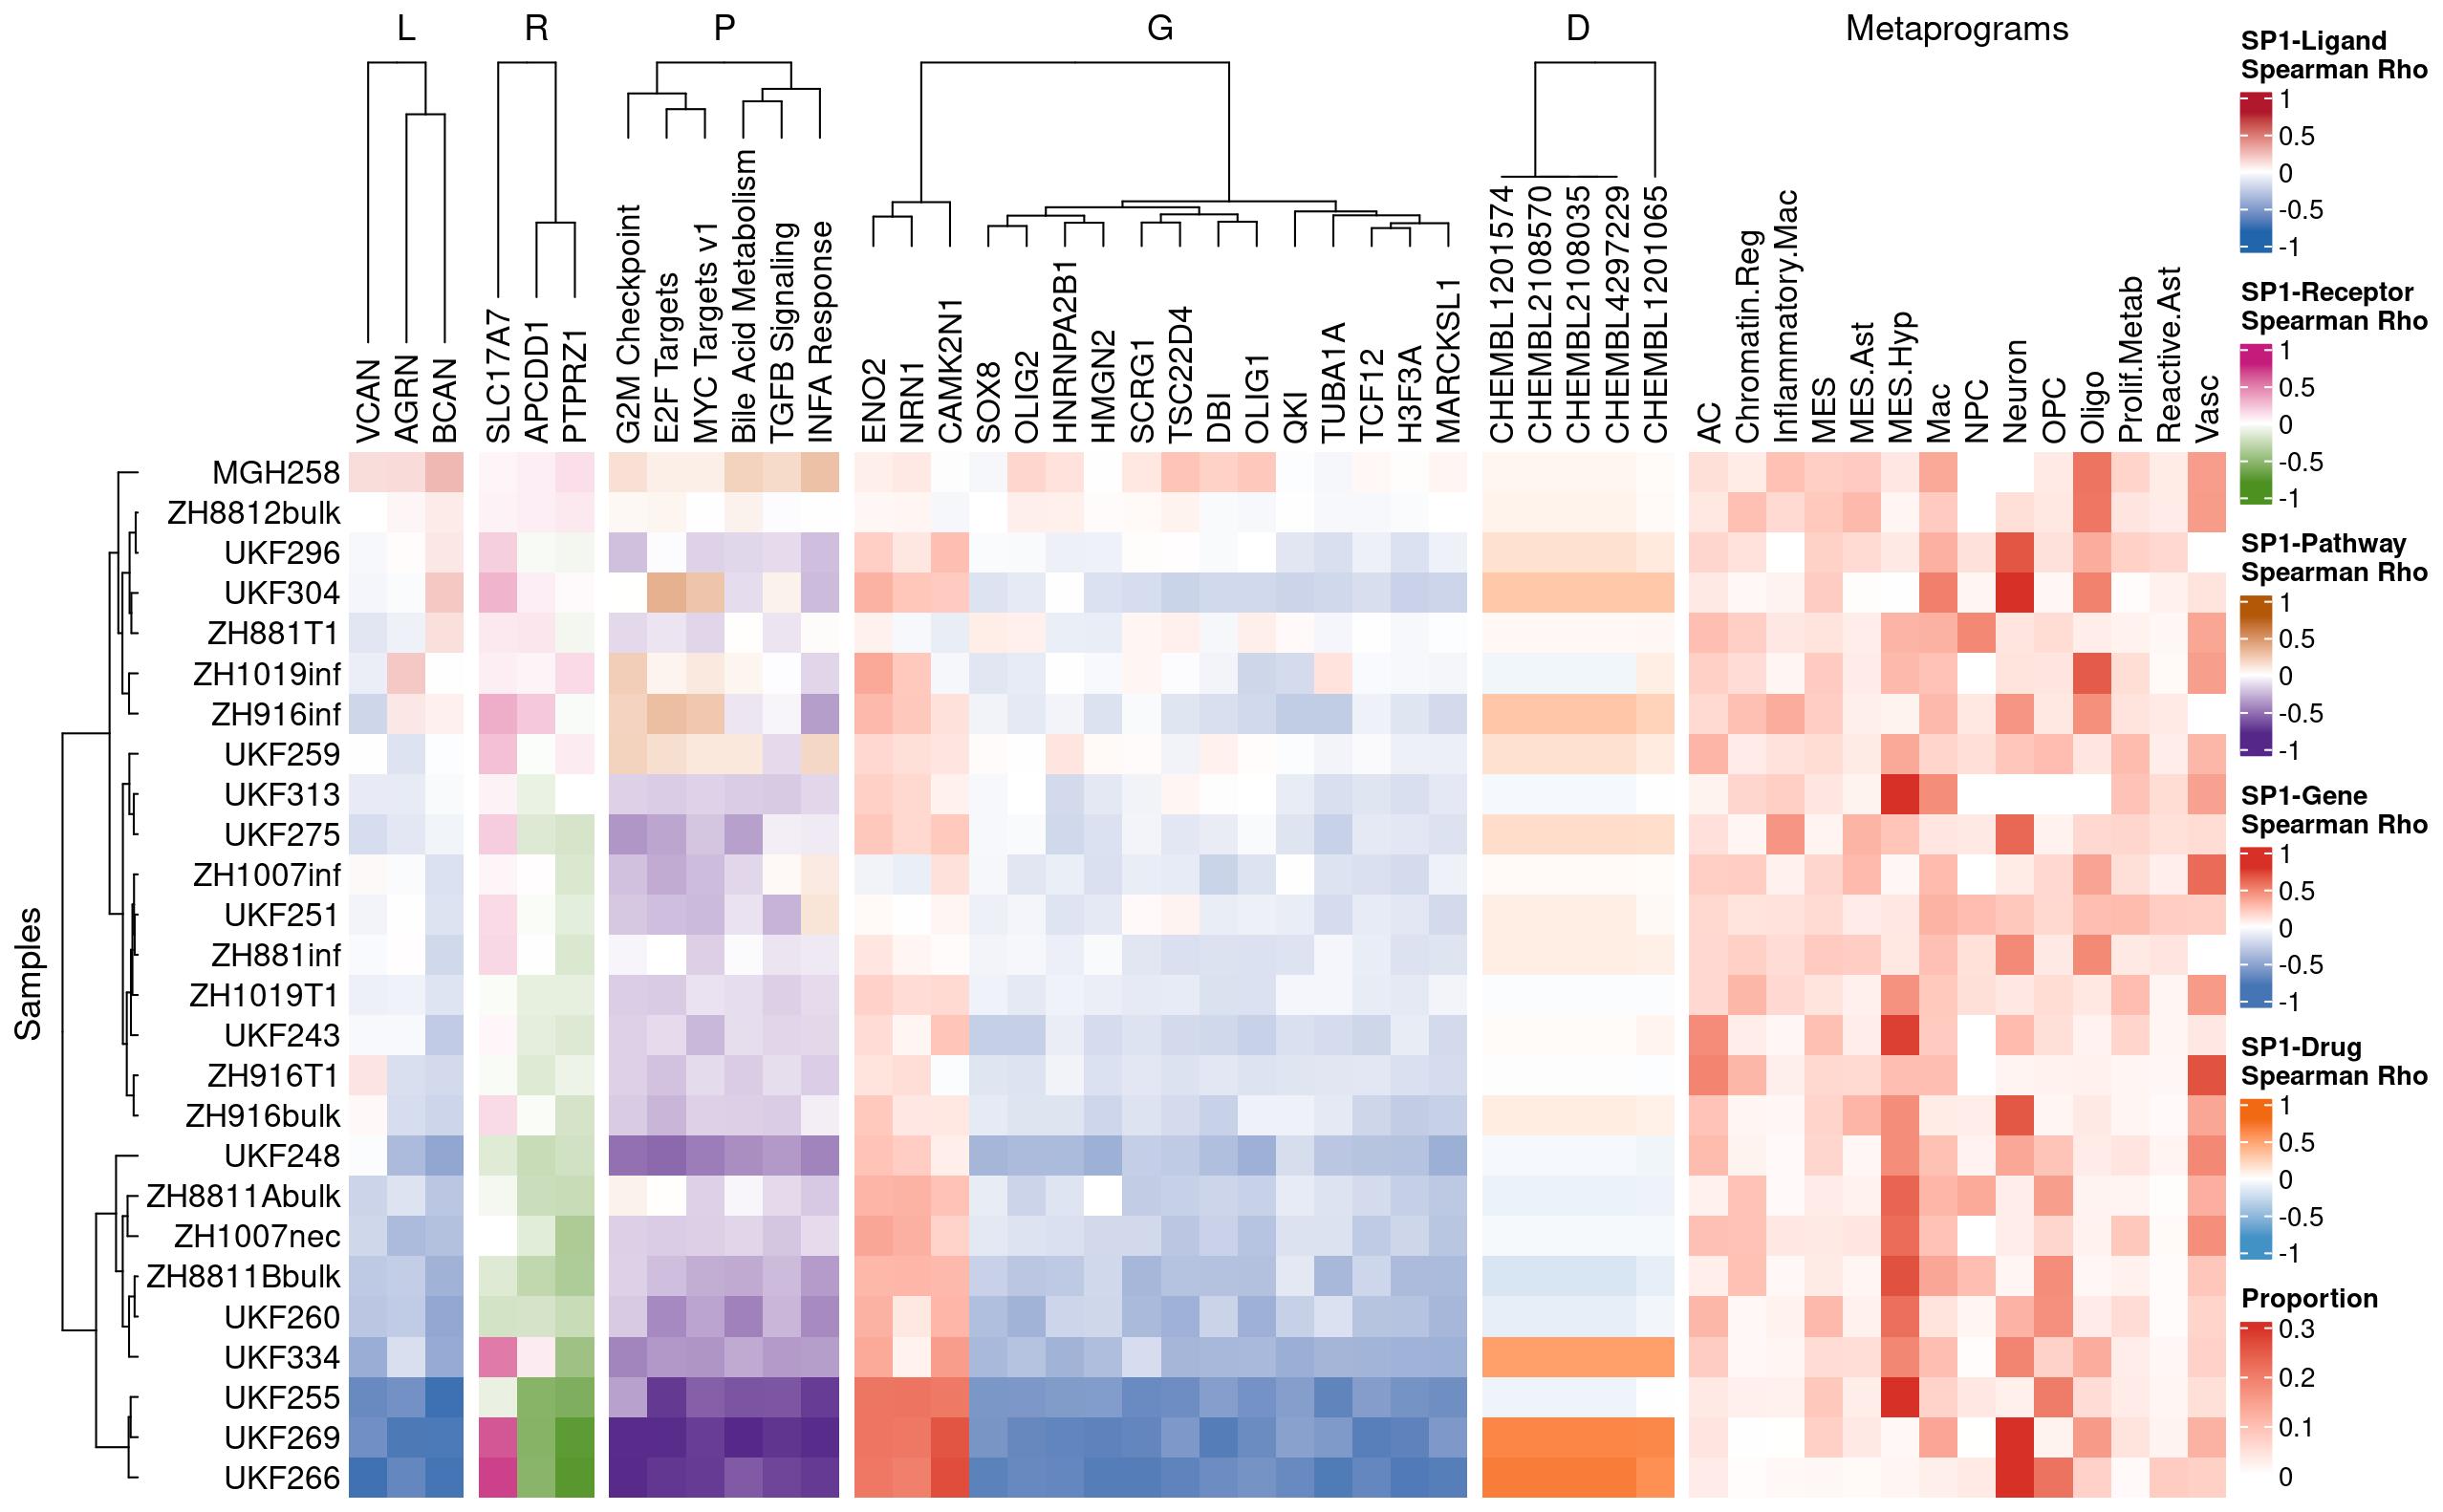 L R P G D Metaprograms
VCAN
AGRN
BCAN
SLC17A7
APCDD1
PTPRZ1
G2M Checkpoint
E2F Targets
MYC Targets v1
Bile Acid Metabolism
TGFB Signaling
INFA Response
ENO2
NRN1
CAMK2N1
SOX8
OLIG2
HNRNPA2B1
HMGN2
SCRG1
TSC22D4
DBI
OLIG1
QKI
TUBA1A
TCF12
H3F3A
MARCKSL1
CHEMBL1201574
CHEMBL2108570
CHEMBL2108035
CHEMBL4297229
CHEMBL1201065
AC
Chromatin.Reg
Inflammatory.Mac
MES
MES.Ast
MES.Hyp
Mac
NPC
Neuron
OPC
Oligo
Prolif.Metab
Reactive.Ast
Vasc
Samples
MGH258
ZH8812bulk
UKF296
UKF304
ZH881T1
ZH1019inf
ZH916inf
UKF259
UKF313
UKF275
ZH1007inf
UKF251
ZH881inf
ZH1019T1
UKF243
ZH916T1
ZH916bulk
UKF248
ZH8811Abulk
ZH1007nec
ZH8811Bbulk
UKF260
UKF334
UKF255
UKF269
UKF266
SP1-Ligand
Spearman Rho
1
0.5
0
-0.5
-1
SP1-Receptor
Spearman Rho
1
0.5
0
-0.5
-1
SP1-Pathway
Spearman Rho
1
0.5
0
-0.5
-1
SP1-Gene
Spearman Rho
1
0.5
0
-0.5
-1
SP1-Drug
Spearman Rho
1
0.5
0
-0.5
-1
Proportion
0.3
0.2
0.1
0